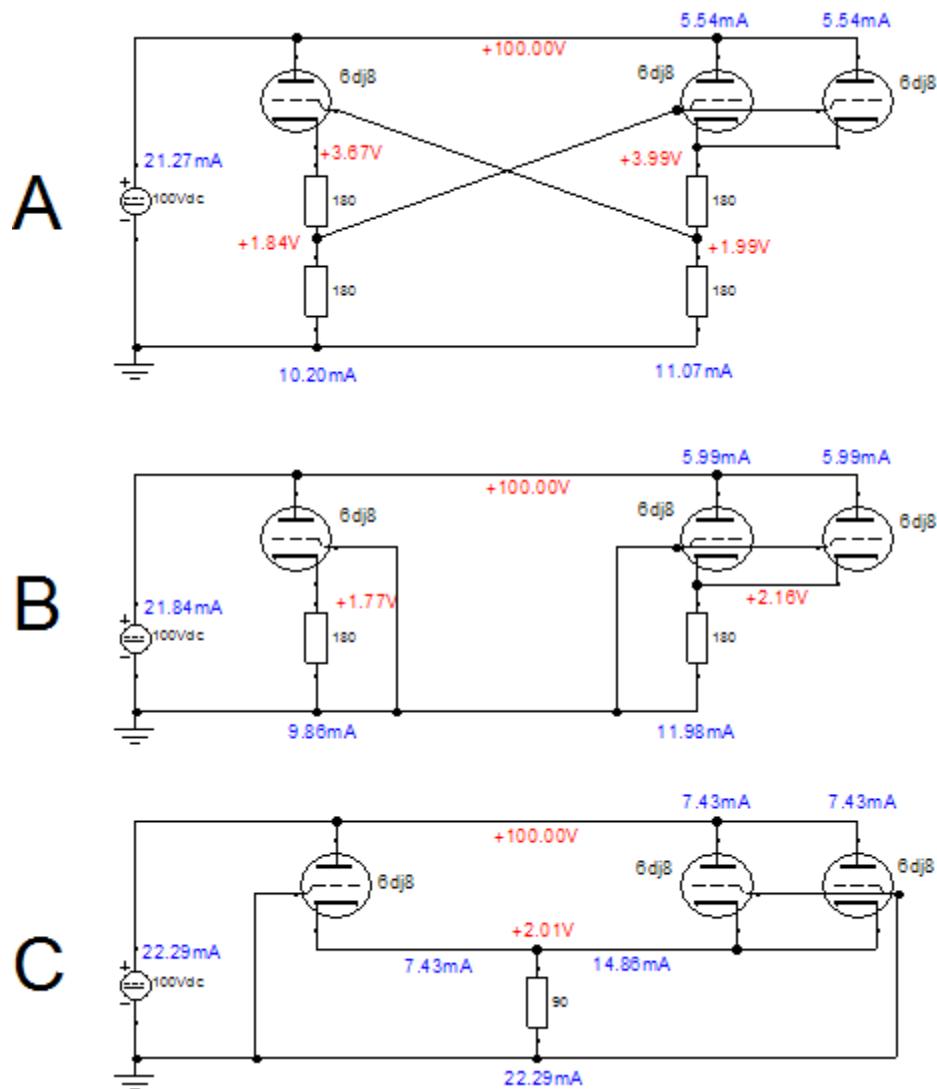 5.54mA 5.54mA
+100.00V
6dj8 6dj8 6dj8
21.27mA +3.67V +3.99V
A + 100Vdc 180 180
-
+1.84V +1.99V
180 180
10.20mA 11.07mA
5.99mA 5.99mA
+100.00V
6dj8 6dj8 6dj8
B 21.84mA +1.77V +2.16V
+ 100Vdc 180 180
-
9.86mA 11.98mA
7.43mA 7.43mA
+100.00V
6dj8 6dj8 6dj8
+2.01V
C 22.29mA 7.43mA 14.86mA
+ 100Vdc 90
-
22.29mA